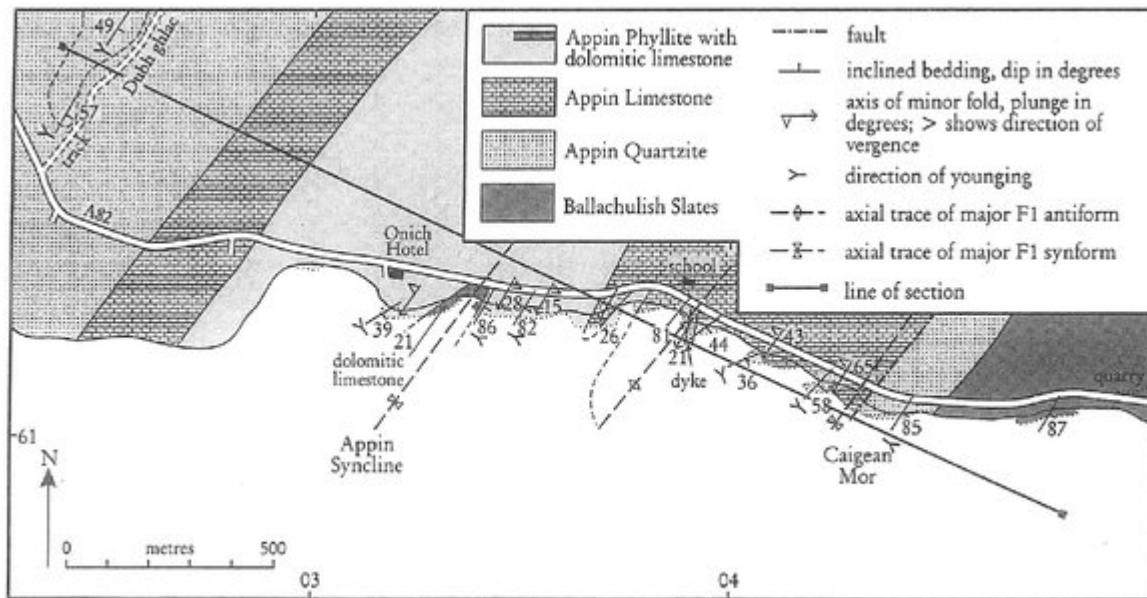 49
Dubh ghlac
35
track
A82
Onich
Hotel
school
28
15
39
21
86
82
26
81
21
44
43
36
65
58
85
87
dolomitic
limestone
dyke
quarry
Appin
Syncline
Caigean
Mor
61
N
0 metres 500
03
04
Appin Phyllite with
dolomitic limestone
Appin Limestone
Appin Quartzite
Ballachulish Slates
fault
inclined bedding, dip in degrees
axis of minor fold, plunge in
degrees; > shows direction of
vergence
direction of younging
axial trace of major F1 antiform
axial trace of major F1 synform
line of section